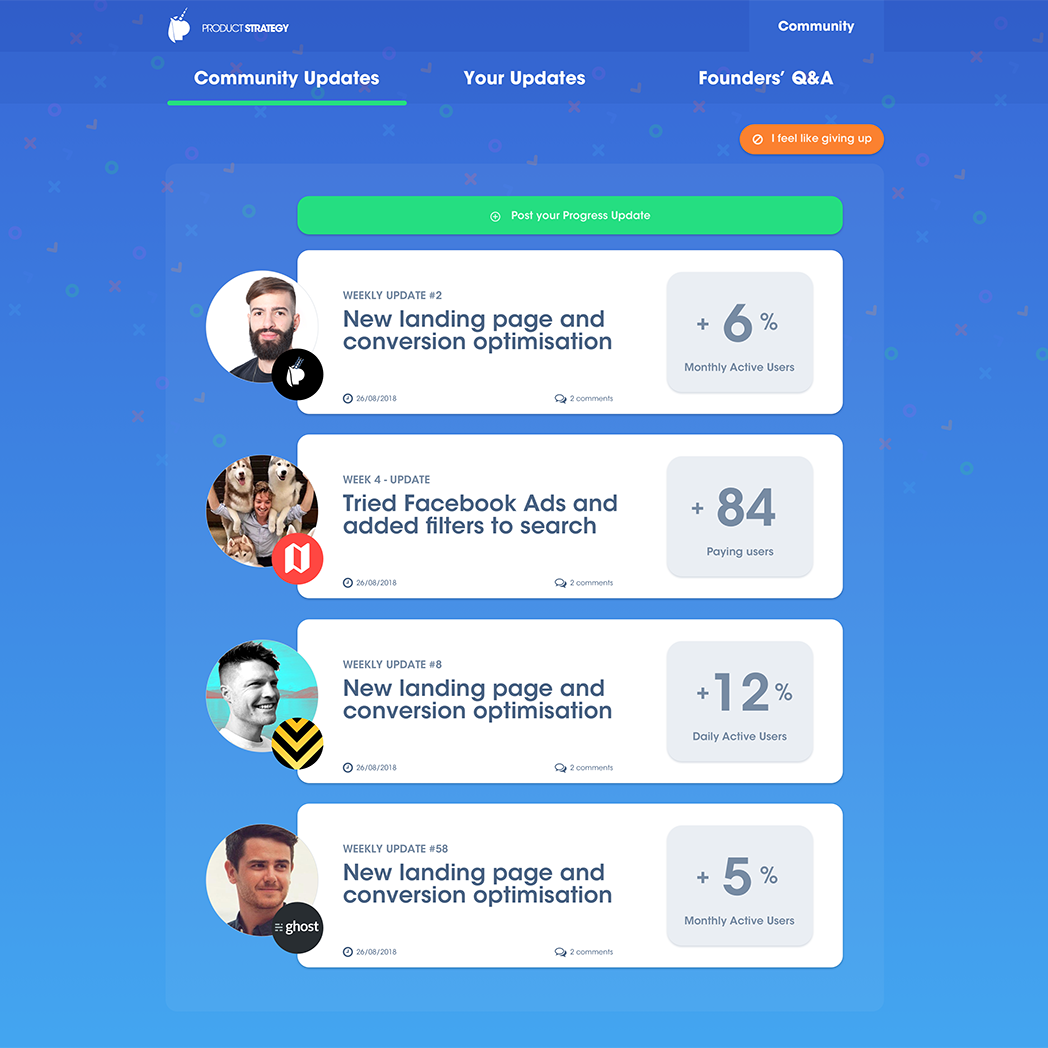 PRODUCT STRATEGY
Community
Community Updates
Your Updates
Founders’ Q&A
I feel like giving up
Post your Progress Update
WEEKLY UPDATE #2
New landing page and
conversion optimisation
26/08/2018
2 comments
+ 6 %
Monthly Active Users
WEEK 4 - UPDATE
Tried Facebook Ads and
added filters to search
26/08/2018
2 comments
+ 84
Paying users
WEEKLY UPDATE #8
New landing page and
conversion optimisation
26/08/2018
2 comments
+12%
Daily Active Users
ghost
WEEKLY UPDATE #58
New landing page and
conversion optimisation
26/08/2018
2 comments
+ 5 %
Monthly Active Users